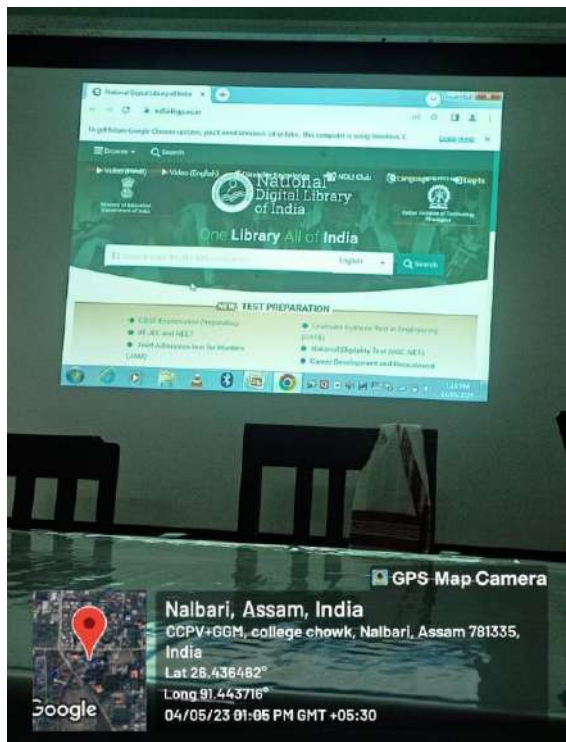 National Digital Library of India
ndl.iitkgp.ac.in
To get future Google Chrome updates, you'll need Windows 10 or later. This computer is using Windows 7.
Learn more
Browse
Search
Video (Hindi)
Video (English)
NDLI Club
Language
Ministry of Education
Government of India
National
Digital Library
of India
Indian Institute of Technology
Kharagpur
One Library All of India
English
Search
NEW TEST PREPARATION
CBSE Examination Preparatory
IIT-JEE and NEET
Joint Admission Test for Masters
(JAM)
Graduate Aptitude Test in Engineering
(GATE)
National Eligibility Test (UGC NET)
Career Development and Recruitment
GPS Map Camera
Nalbari, Assam, India
CCPV+GGM, college chowk, Nalbari, Assam 781335,
India
Lat 26.436462°
Long 91.443716°
04/05/23 01:05 PM GMT +05:30
Google